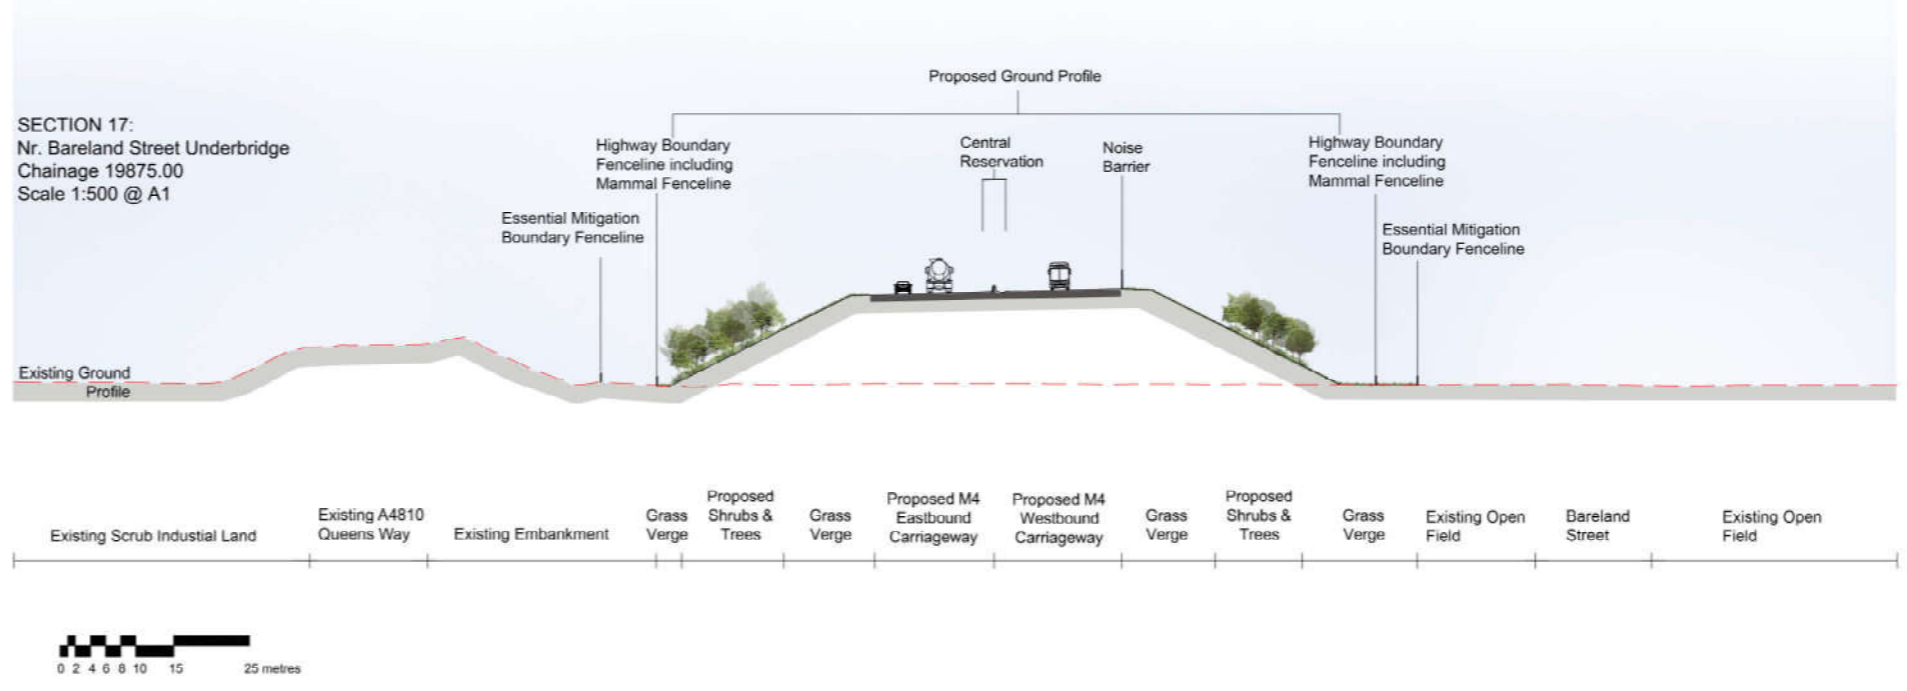 Proposed Ground Profile
SECTION 17:
Nr. Bareland Street Underbridge
Chainage 19875.00
Scale 1:500 @ A1
Highway Boundary
Fenceline including
Mammal Fenceline
Central
Reservation
Noise
Barrier
Highway Boundary
Fenceline including
Mammal Fenceline
Essential Mitigation
Boundary Fenceline
Essential Mitigation
Boundary Fenceline
Existing Ground
Profile
Existing Scrub Industial Land
Existing A4810
Queens Way
Existing Embankment
Grass
Verge
Proposed
Shrubs &
Trees
Grass
Verge
Proposed M4
Eastbound
Carriageway
Proposed M4
Westbound
Carriageway
Grass
Verge
Proposed
Shrubs &
Trees
Grass
Verge
Existing Open
Field
Bareland
Street
Existing Open
Field
0 2 4 6 8 10 15 25 metres